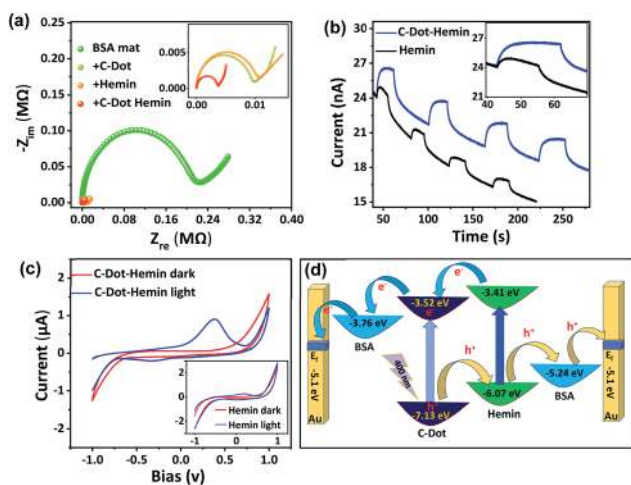 (a)
BSA mat
+C-Dot
+Hemin
+C-Dot Hemin
0.005
0.000
0.00
0.01
-Zim (MΩ)
0.20
0.15
0.10
0.05
0.00
0.00
0.08
0.16
0.24
0.32
0.40
Zre (MΩ)
(b)
C-Dot-Hemin
Hemin
27
24
21
40
60
Current (nA)
30
27
24
21
18
15
50
100
150
200
250
Time (s)
(c)
C-Dot-Hemin dark
C-Dot-Hemin light
Current (μA)
2
1
0
-1
-2
-1.0
-0.5
0.0
0.5
1.0
Bias (v)
2
0
-2
-1
0
1
Hemin dark
Hemin light
(d)
e-
e-
e-
-3.41 eV
-3.52 eV
e-
-3.76 eV
BSA
Ef
-5.1 eV
Au
400 nm
h+
-7.13 eV
C-Dot
h+
-6.07 eV
Hemin
h+
h+
-5.24 eV
BSA
Ef
-5.1 eV
Au